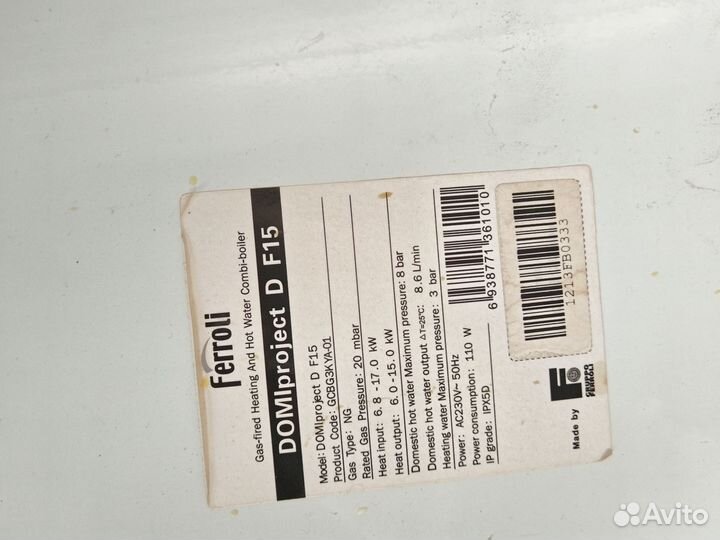 Ferroli
Gas-fired Heating And Hot Water Combi-boiler
DOMIproject D F15
Model: DOMIproject D F15
Product Code: GCBG3KYA-01
Gas Type: NG
Rated Gas Pressure: 20 mbar
Heat input: 6.8-17.0 kW
Heat output: 6.0-15.0 kW
Domestic hot water Maximum pressure: 8 bar
Domestic hot water output △T=25℃: 8.6 L/min
Heating water Maximum pressure: 3 bar
Power: AC230V~ 50Hz
Power consumption: 110 W
IP grade: IPX5D
6 938771 361010
1213FB0333
Made by
GRUPPO
FERROLI
Avito